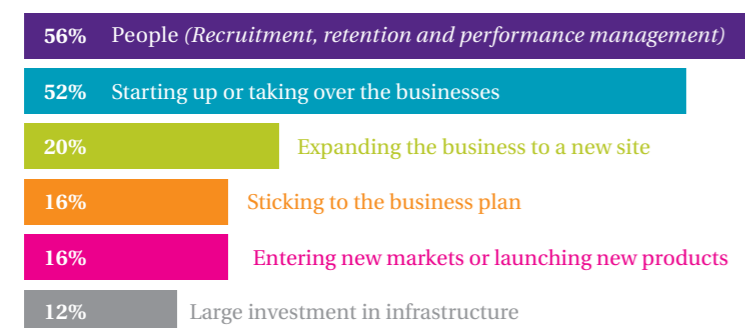 56% People (Recruitment, retention and performance management)
52% Starting up or taking over the businesses
20% Expanding the business to a new site
16% Sticking to the business plan
16% Entering new markets or launching new products
12% Large investment in infrastructure